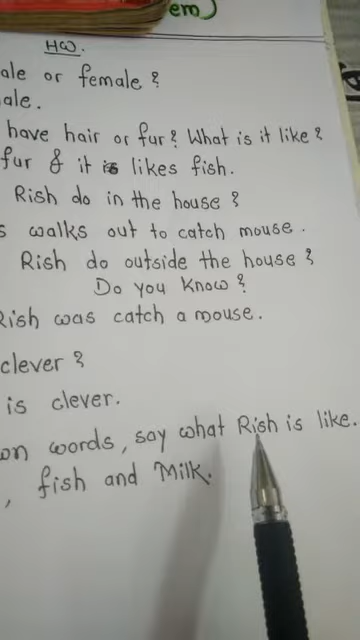 em)
HW.
ale or female?
ale.
have hair or fur? What is it like?
fur & it is likes fish.
Rish do in the house?
s walks out to catch mouse.
Rish do outside the house?
Do you know?
Rish was catch a mouse.
clever?
is clever.
wn words, say what Rish is like.
, fish and Milk.